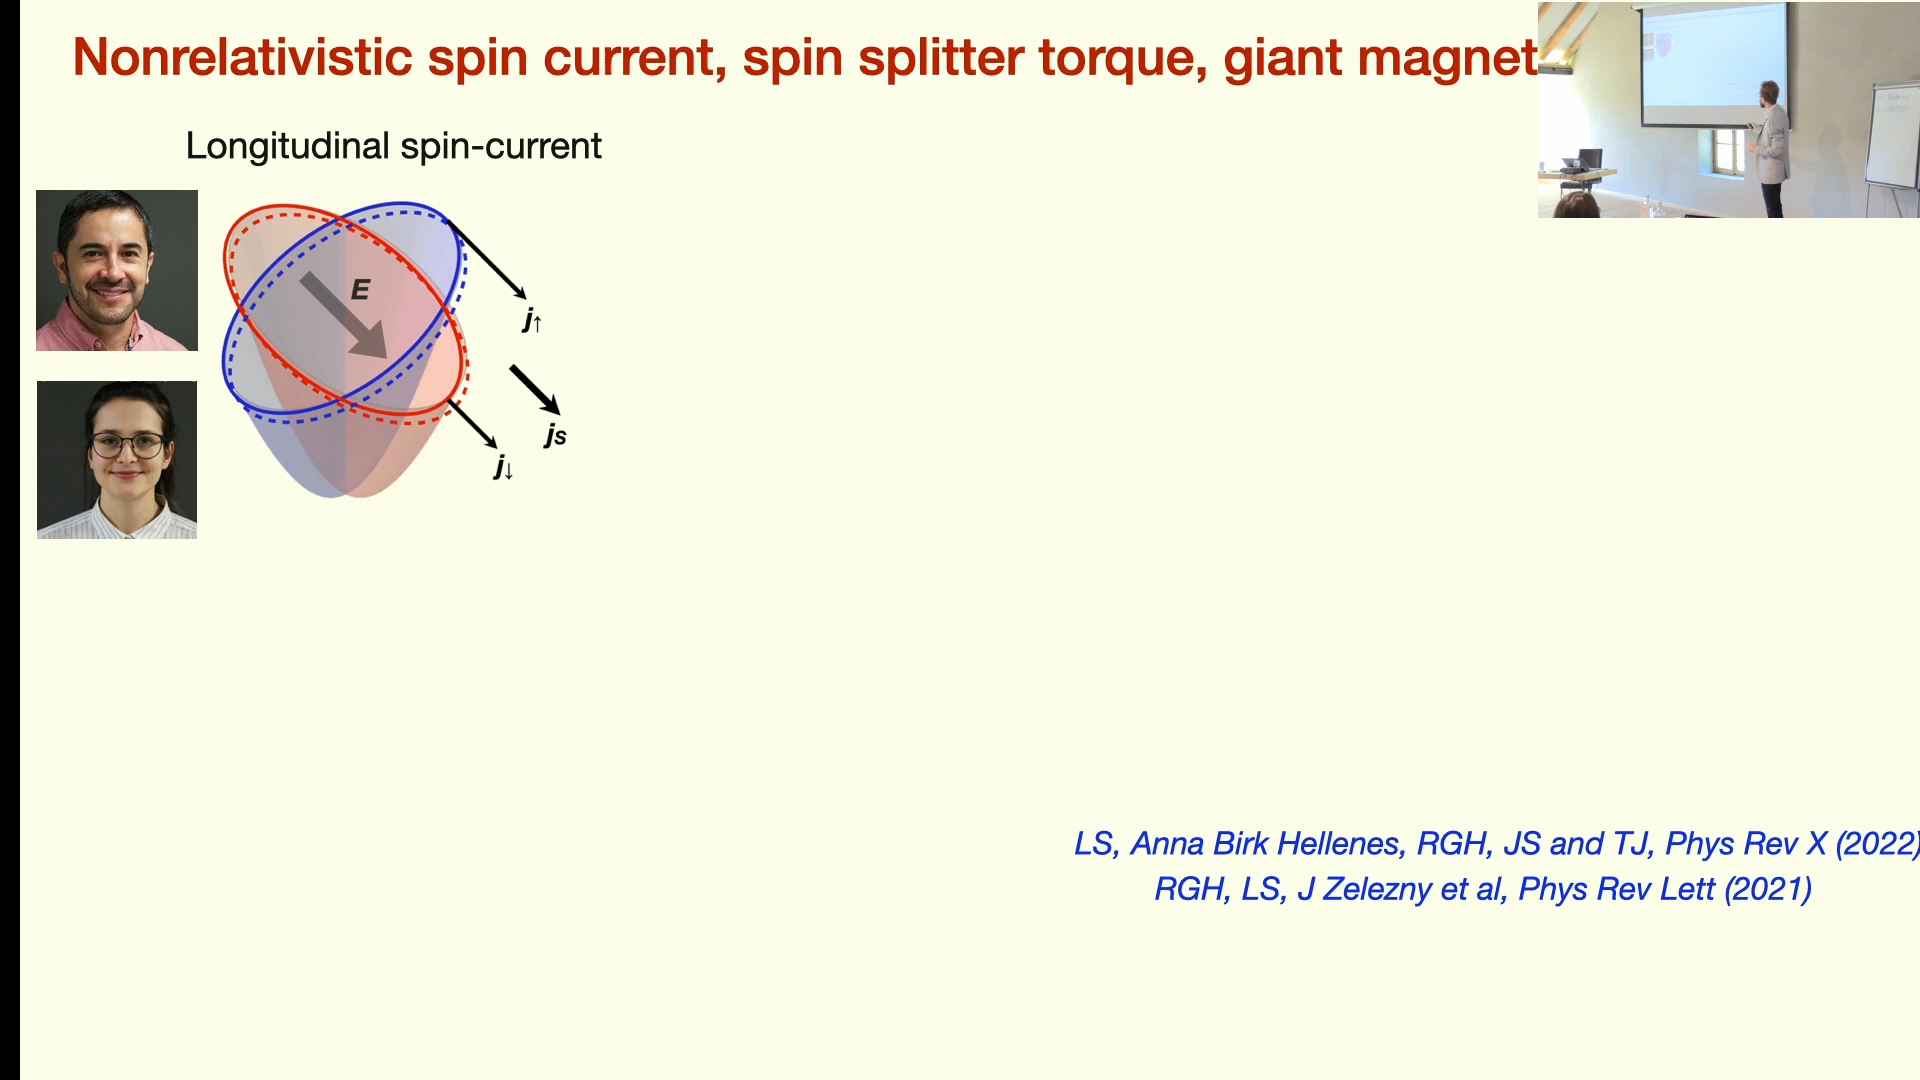 Nonrelativistic spin current, spin splitter torque, giant magnet
Longitudinal spin-current
E
j↑
js
j↓
LS, Anna Birk Hellenes, RGH, JS and TJ, Phys Rev X (2022)
RGH, LS, J Zelezny et al, Phys Rev Lett (2021)